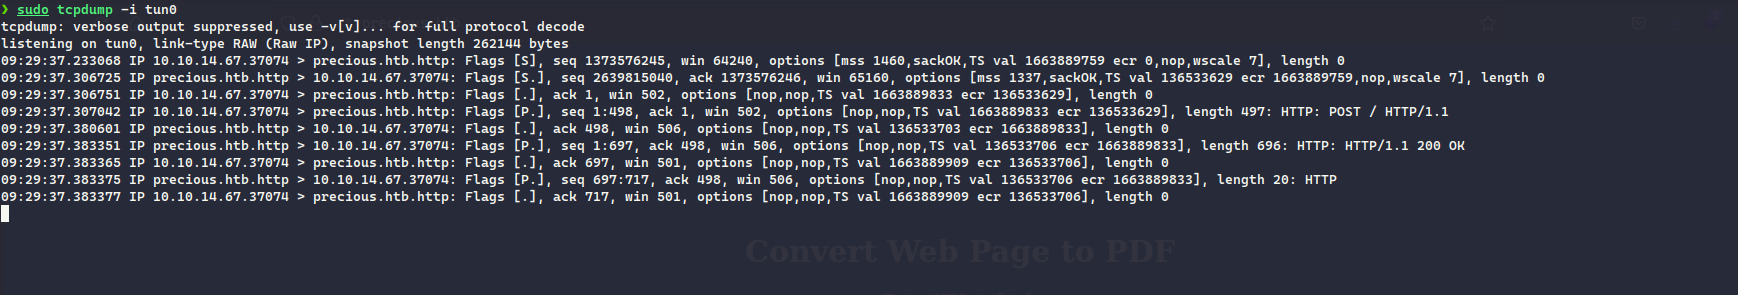 ❯ sudo tcpdump -i tun0
tcpdump: verbose output suppressed, use -v[v]... for full protocol decode
listening on tun0, link-type RAW (Raw IP), snapshot length 262144 bytes
09:29:37.233068 IP 10.10.14.67.37074 > precious.htb.http: Flags [S], seq 1373576245, win 64240, options [mss 1460,sackOK,TS val 1663889759 ecr 0,nop,wscale 7], length 0
09:29:37.306725 IP precious.htb.http > 10.10.14.67.37074: Flags [S.], seq 2639815040, ack 1373576246, win 65160, options [mss 1337,sackOK,TS val 136533629 ecr 1663889759,nop,wscale 7], length 0
09:29:37.306751 IP 10.10.14.67.37074 > precious.htb.http: Flags [.], ack 1, win 502, options [nop,nop,TS val 1663889833 ecr 136533629], length 0
09:29:37.307042 IP 10.10.14.67.37074 > precious.htb.http: Flags [P.], seq 1:498, ack 1, win 502, options [nop,nop,TS val 1663889833 ecr 136533629], length 497: HTTP: POST / HTTP/1.1
09:29:37.380601 IP precious.htb.http > 10.10.14.67.37074: Flags [.], ack 498, win 506, options [nop,nop,TS val 136533703 ecr 1663889833], length 0
09:29:37.383351 IP precious.htb.http > 10.10.14.67.37074: Flags [P.], seq 1:697, ack 498, win 506, options [nop,nop,TS val 136533706 ecr 1663889833], length 696: HTTP: HTTP/1.1 200 OK
09:29:37.383365 IP 10.10.14.67.37074 > precious.htb.http: Flags [.], ack 697, win 501, options [nop,nop,TS val 1663889909 ecr 136533706], length 0
09:29:37.383375 IP precious.htb.http > 10.10.14.67.37074: Flags [P.], seq 697:717, ack 498, win 506, options [nop,nop,TS val 136533706 ecr 1663889833], length 20: HTTP
09:29:37.383377 IP 10.10.14.67.37074 > precious.htb.http: Flags [.], ack 717, win 501, options [nop,nop,TS val 1663889909 ecr 136533706], length 0
Convert Web Page to PDF